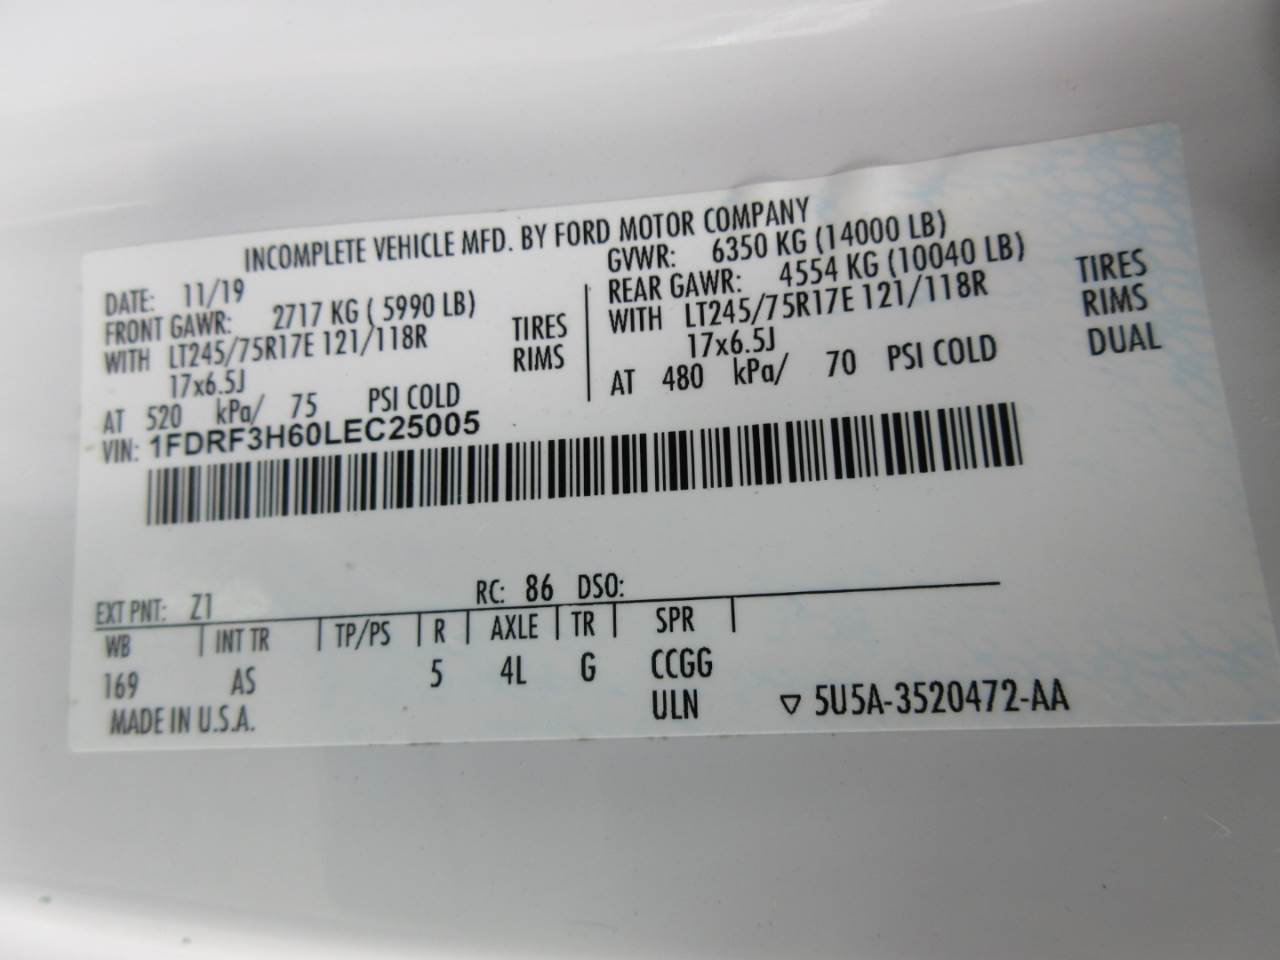 INCOMPLETE VEHICLE MFD. BY FORD MOTOR COMPANY
DATE: 11/19
FRONT GAWR: 2717 KG ( 5990 LB)
WITH LT245/75R17E 121/118R TIRES
17x6.5J RIMS
AT 520 kPa/ 75 PSI COLD
GVWR: 6350 KG (14000 LB)
REAR GAWR: 4554 KG (10040 LB)
WITH LT245/75R17E 121/118R TIRES
17x6.5J RIMS
AT 480 kPa/ 70 PSI COLD DUAL
VIN: 1FDRF3H60LEC25005
EXT PNT: Z1 RC: 86 DSO:
WB INT TR TP/PS R AXLE TR SPR
169 AS 5 4L G CCGG
MADE IN U.S.A. ULN ▽ 5U5A-3520472-AA